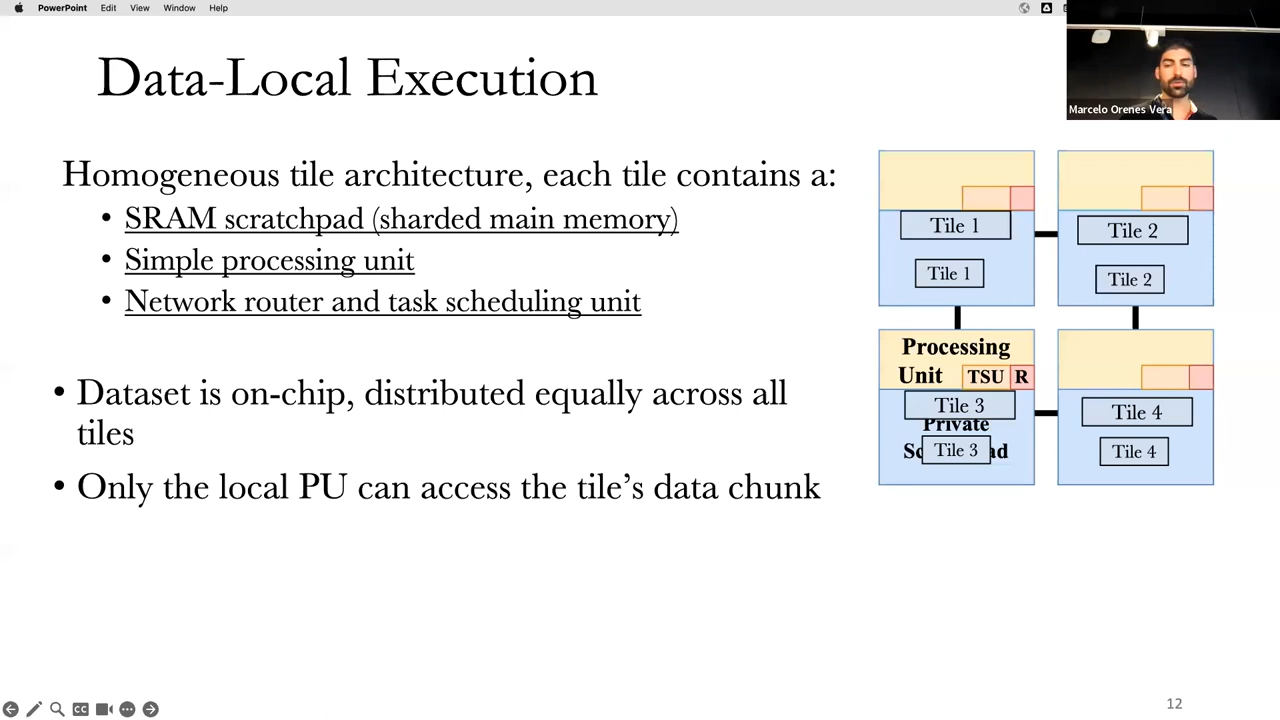 PowerPoint Edit View Window Help
Data-Local Execution
Marcelo Orenes Vera
Homogeneous tile architecture, each tile contains a:
• SRAM scratchpad (sharded main memory)
• Simple processing unit
• Network router and task scheduling unit
• Dataset is on-chip, distributed equally across all
tiles
• Only the local PU can access the tile’s data chunk
Tile 1
Tile 1
Tile 2
Tile 2
Processing
Unit TSU R
Tile 3
Private
Tile 3
Tile 4
Tile 4
CC
12